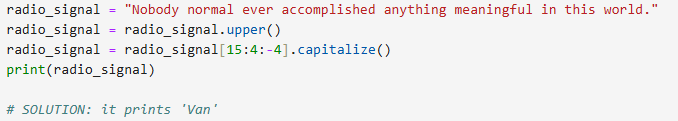 radio_signal = "Nobody normal ever accomplished anything meaningful in this world."
radio_signal = radio_signal.upper()
radio_signal = radio_signal[15:4:-4].capitalize()
print(radio_signal)
# SOLUTION: it prints 'Van'